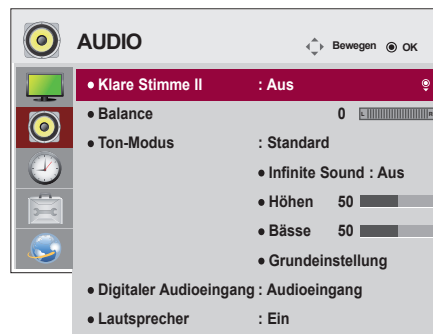 AUDIO Bewegen OK
• Klare Stimme II : Aus
• Balance 0 L R
• Ton-Modus : Standard
• Infinite Sound : Aus
• Höhen 50
• Bässe 50
• Grundeinstellung
• Digitaler Audioeingang : Audioeingang
• Lautsprecher : Ein